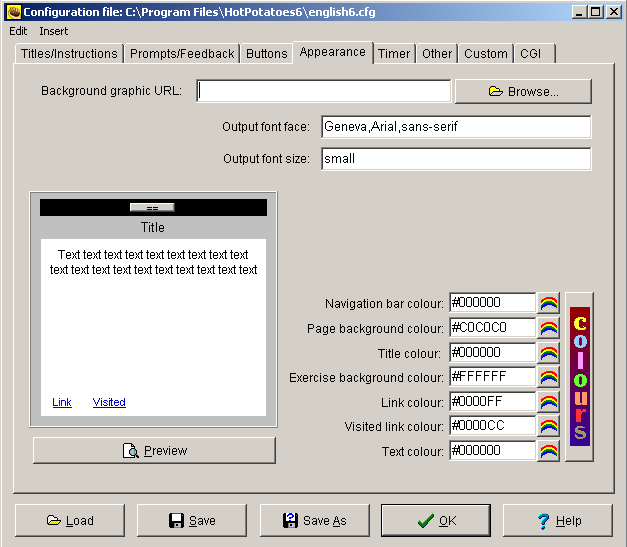 Configuration file: C:\Program Files\HotPotatoes6\english6.cfg
Edit Insert
Titles/Instructions Prompts/Feedback Buttons Appearance Timer Other Custom CGI
Background graphic URL: Browse...
Output font face: Geneva,Arial,sans-serif
Output font size: small
==
Title
Text text text text text text text text text
text text text text text text text text text text
Link Visited
Preview
Navigation bar colour: #000000
Page background colour: #C0C0C0
Title colour: #000000
Exercise background colour: #FFFFFF
Link colour: #0000FF
Visited link colour: #0000CC
Text colour: #000000
colours
Load Save Save As OK Help